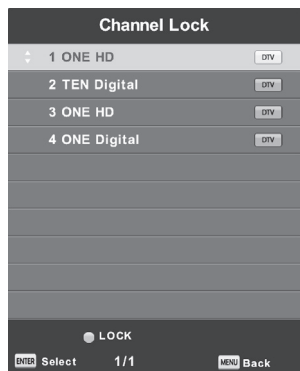 Channel Lock
1 ONE HD DTV
2 TEN Digital DTV
3 ONE HD DTV
4 ONE Digital DTV
LOCK
ENTER Select 1/1 MENU Back